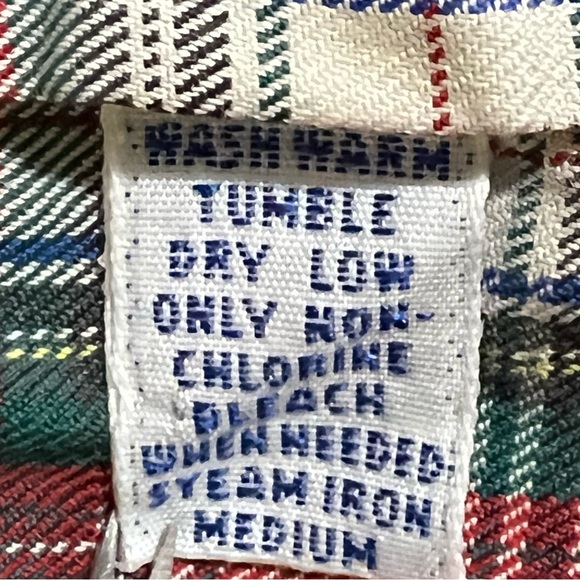 WASH WARM
TUMBLE
DRY LOW
ONLY NON-
CHLORINE
BLEACH
WHEN NEEDED.
STEAM IRON
MEDIUM